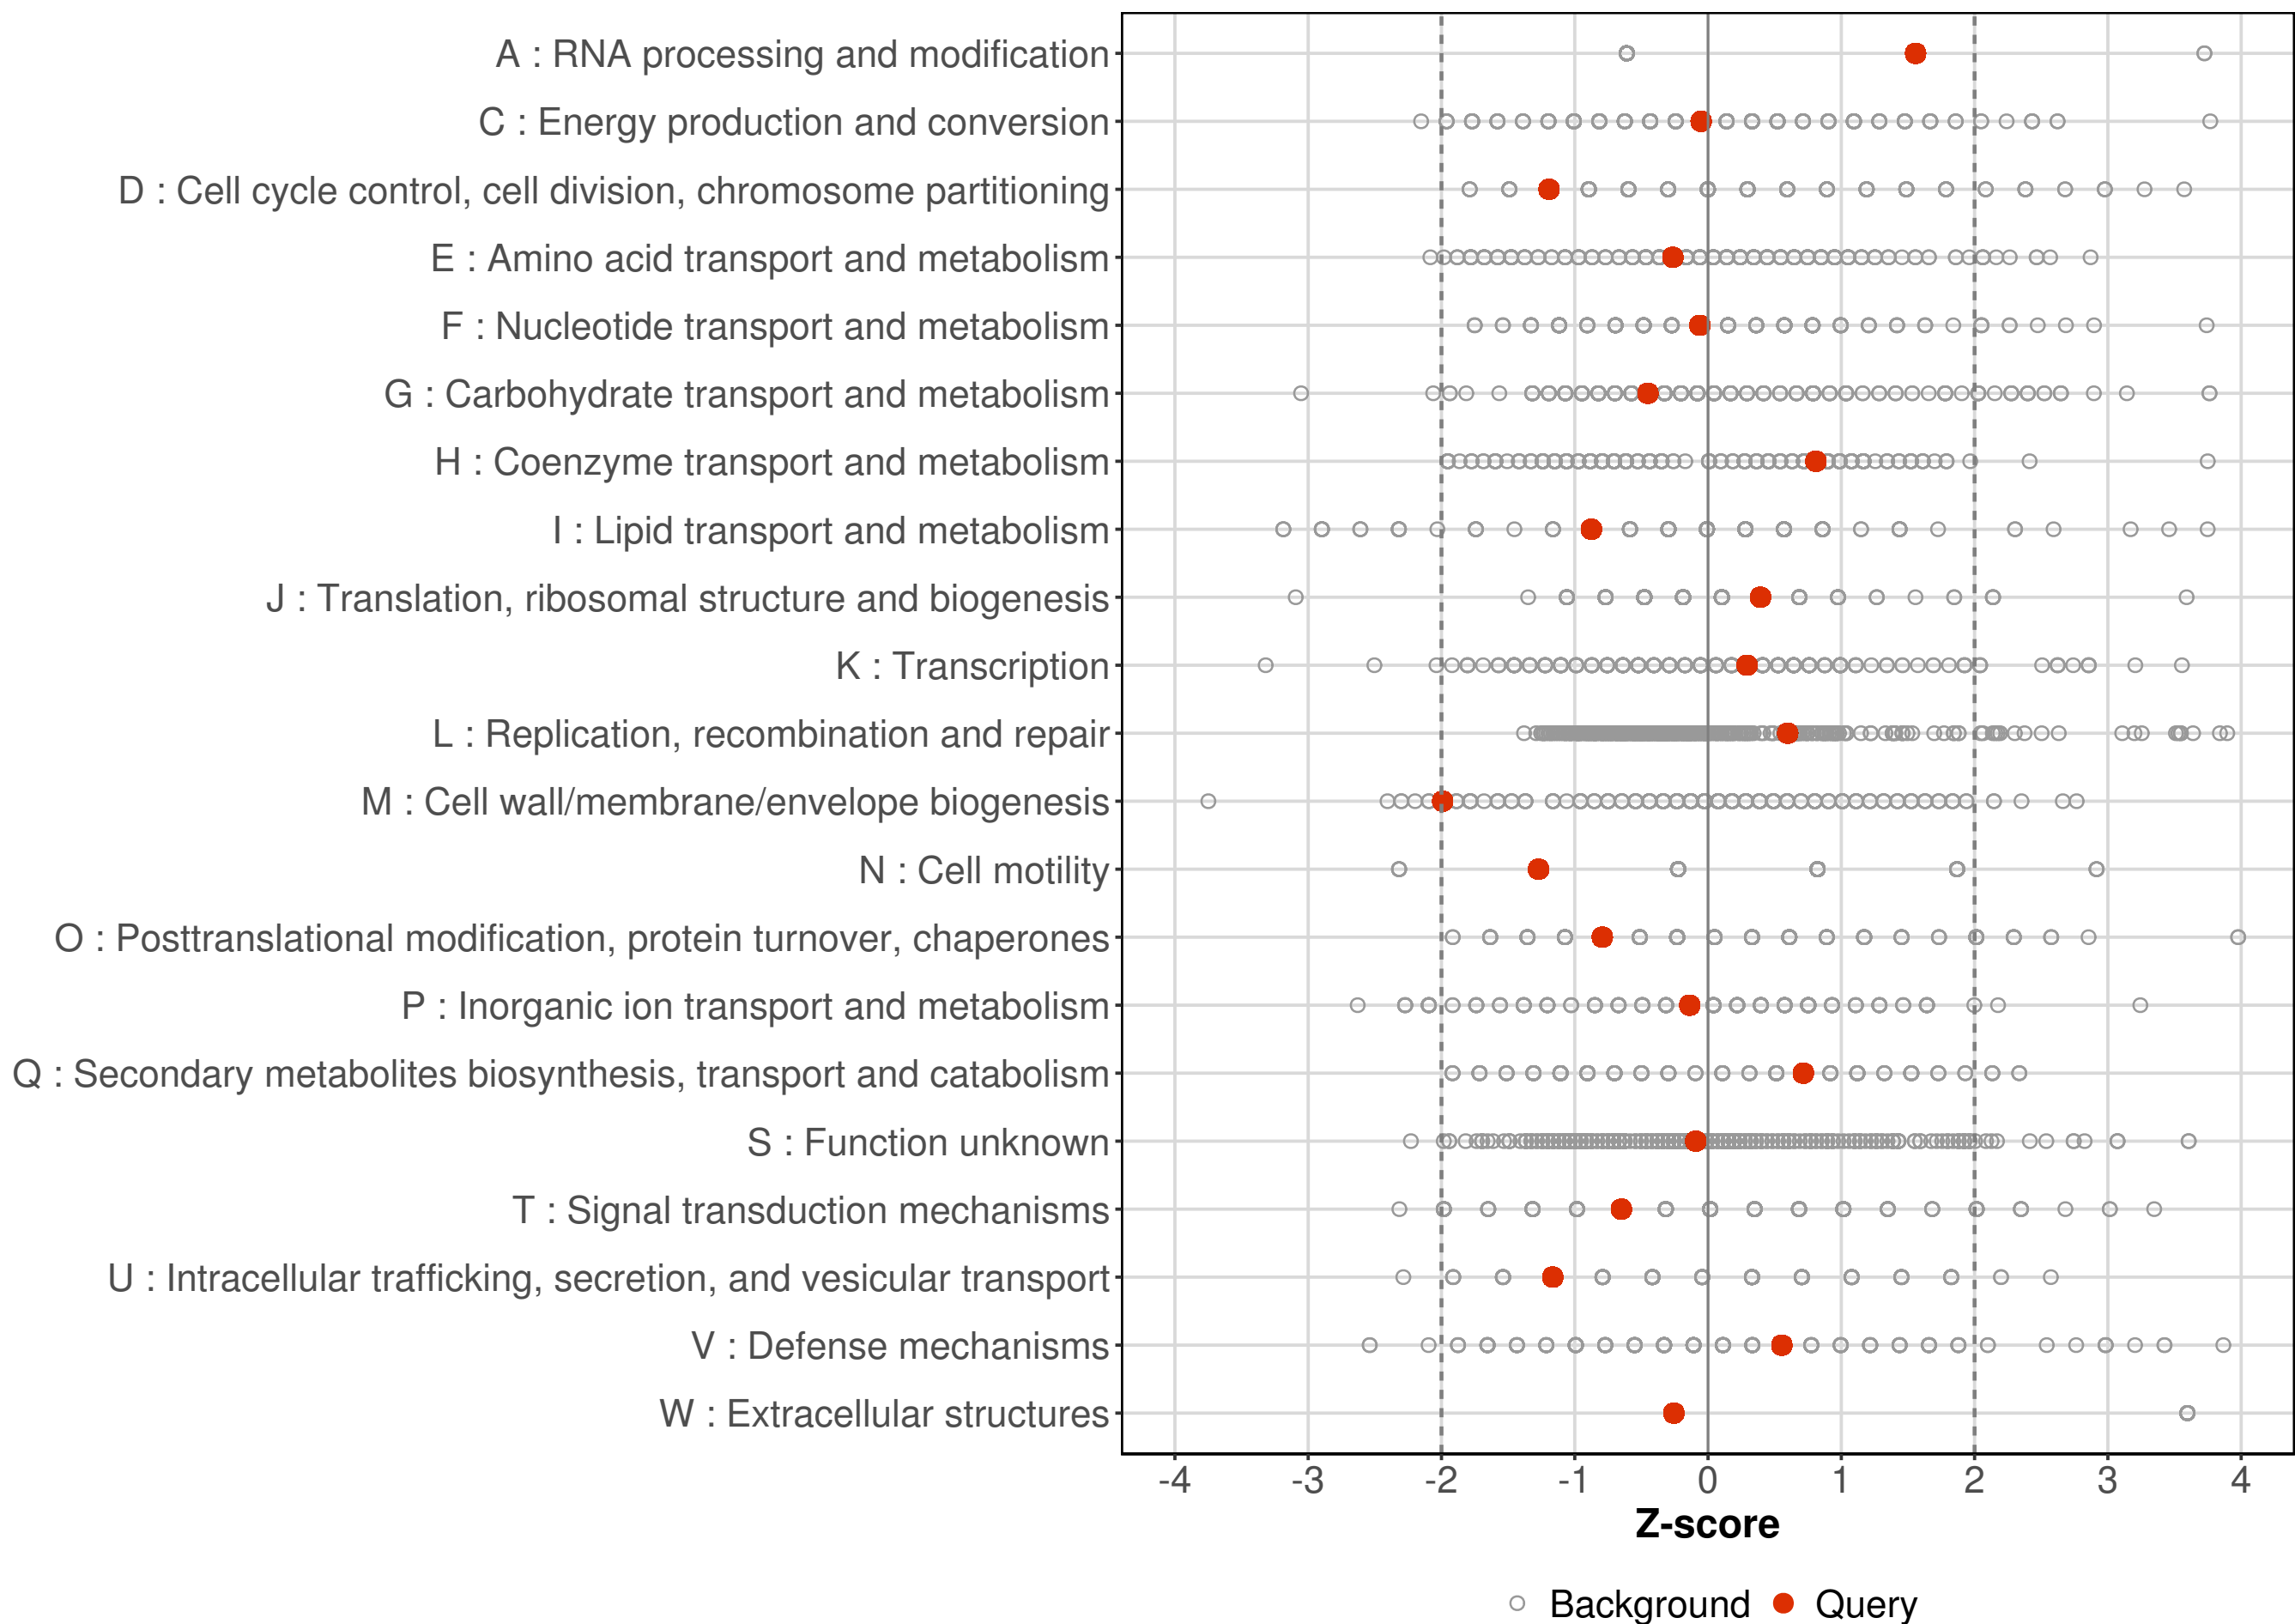 A : RNA processing and modification
C : Energy production and conversion
D : Cell cycle control, cell division, chromosome partitioning
E : Amino acid transport and metabolism
F : Nucleotide transport and metabolism
G : Carbohydrate transport and metabolism
H : Coenzyme transport and metabolism
I : Lipid transport and metabolism
J : Translation, ribosomal structure and biogenesis
K : Transcription
L : Replication, recombination and repair
M : Cell wall/membrane/envelope biogenesis
N : Cell motility
O : Posttranslational modification, protein turnover, chaperones
P : Inorganic ion transport and metabolism
Q : Secondary metabolites biosynthesis, transport and catabolism
S : Function unknown
T : Signal transduction mechanisms
U : Intracellular trafficking, secretion, and vesicular transport
V : Defense mechanisms
W : Extracellular structures
-4 -3 -2 -1 0 1 2 3 4
Z-score
Background Query